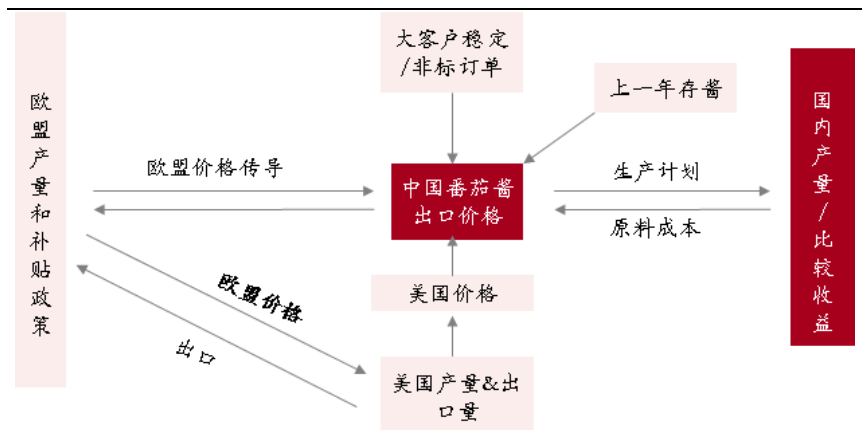 大客户稳定
/非标订单
上一年存酱
欧盟产量和补贴政策
欧盟价格传导
中国番茄酱
出口价格
生产计划
原料成本
国内产量/比较收益
欧盟价格
出口
美国价格
美国产量&出
口量